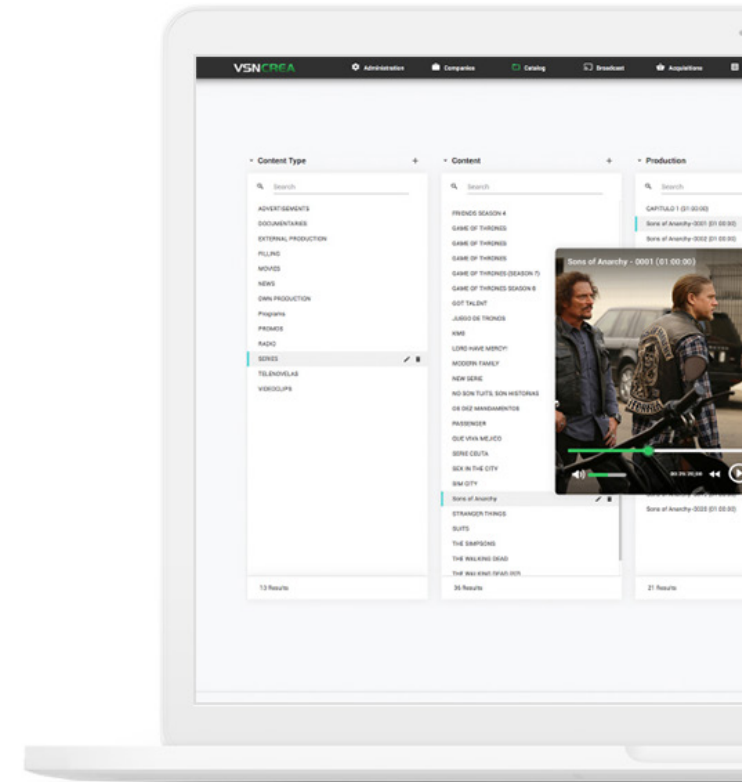 VSNCREA
Administration
Companies
Catalog
Broadcast
Acquisitions
Content Type
Search
ADVERTISEMENTS
DOCUMENTARIES
EXTERNAL PRODUCTION
FILLING
MOVIES
NEWS
OWN PRODUCTION
Programs
PROMOS
RADIO
SERIES
TELENOVELAS
VIDEOCLIPS
13 Results
Content
Search
FRIENDS SEASON 4
GAME OF THRONES
GAME OF THRONES
GAME OF THRONES
GAME OF THRONES (SEASON 7)
GAME OF THRONES SEASON 8
GOT TALENT
JUEGO DE TRONOS
KMS
LORD HAVE MERCY!
MODERN FAMILY
NEW SERIE
NO SON TUITS, SON HISTORIAS
OS DEZ MANDAMENTOS
PASSENGER
QUE VIVA MEJICO
SERIE CEUTA
SEX IN THE CITY
SIM CITY
Sons of Anarchy
STRANGER THINGS
SUITS
THE SIMPSONS
THE WALKING DEAD
36 Results
Production
Search
CAPITULO 1 (01:00:00)
Sons of Anarchy-0001 (01:00:00)
Sons of Anarchy-0002 (01:00:00)
Sons of Anarchy - 0001 (01:00:00)
Sons of Anarchy-0020 (01:00:00)
21 Results